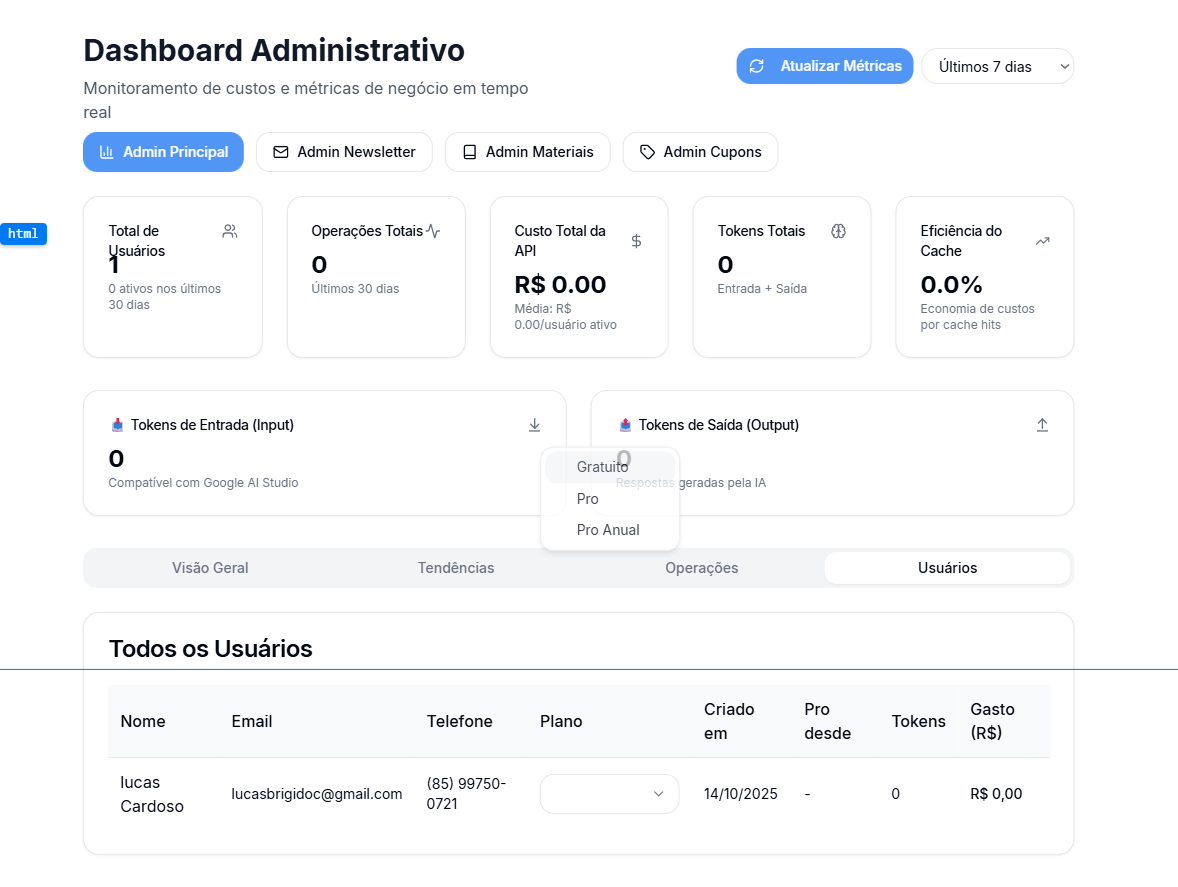 Dashboard Administrativo
Monitoramento de custos e métricas de negócio em tempo
real
Atualizar Métricas
Últimos 7 dias
Admin Principal
Admin Newsletter
Admin Materiais
Admin Cupons
html
Total de
Usuários
1
0 ativos nos últimos
30 dias
Operações Totais
0
Últimos 30 dias
Custo Total da
API
R$ 0.00
Média: R$
0.00/usuário ativo
Tokens Totais
0
Entrada + Saída
Eficiência do
Cache
0.0%
Economia de custos
por cache hits
Tokens de Entrada (Input)
0
Compatível com Google AI Studio
Tokens de Saída (Output)
0
Respostas geradas pela IA
Gratuito
Pro
Pro Anual
Visão Geral
Tendências
Operações
Usuários
Todos os Usuários
Nome
Email
Telefone
Plano
Criado
em
Pro
desde
Tokens
Gasto
(R$)
lucas
Cardoso
lucasbrigidoc@gmail.com
(85) 99750-
0721
14/10/2025
-
0
R$ 0,00